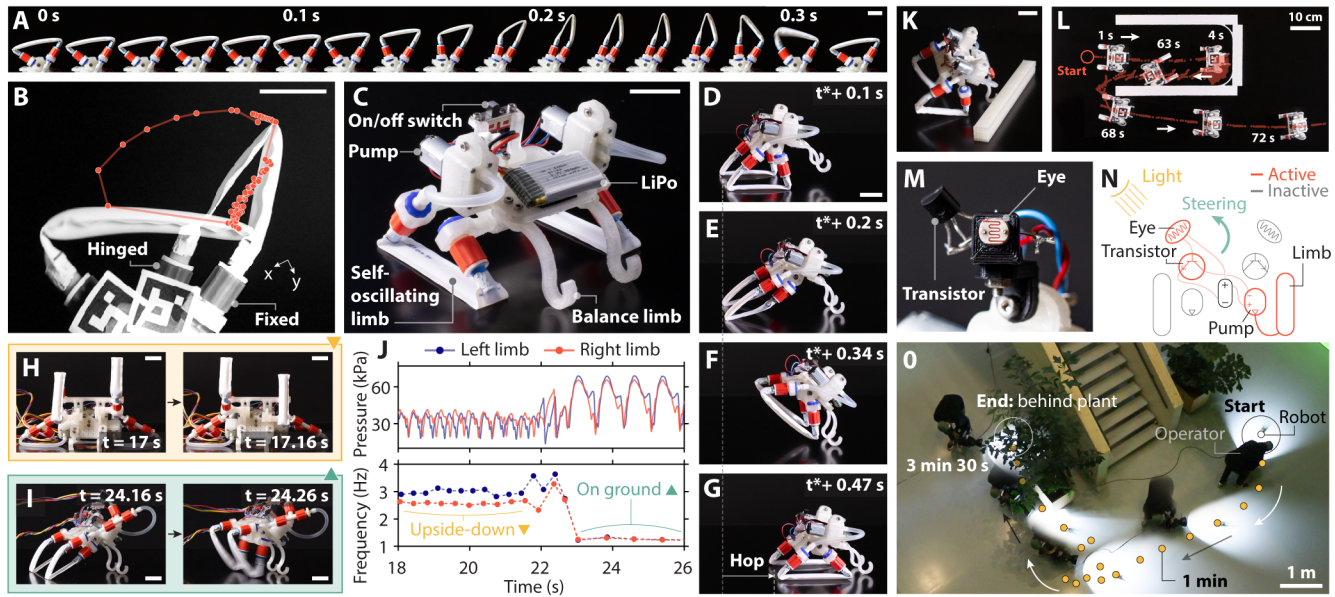 A
0 s
0.1 s
0.2 s
0.3 s
B
Hinged
x
y
Fixed
C
On/off switch
Pump
LiPo
Self-
oscillating
limb
Balance limb
D
t*+ 0.1 s
E
t*+ 0.2 s
F
t*+ 0.34 s
G
t*+ 0.47 s
Hop
H
t = 17 s
t = 17.16 s
I
t = 24.16 s
t = 24.26 s
J
Left limb
Right limb
Pressure (kPa)
60
30
Frequency (Hz)
4
3
2
1
On ground
Upside-down
18
20
22
24
26
Time (s)
K
L
10 cm
1 s
63 s
4 s
Start
68 s
72 s
M
Eye
Transistor
N
Light
Active
Inactive
Steering
Eye
Transistor
Limb
+
+
Pump
O
End: behind plant
Start
Robot
Operator
3 min 30 s
1 min
1 m